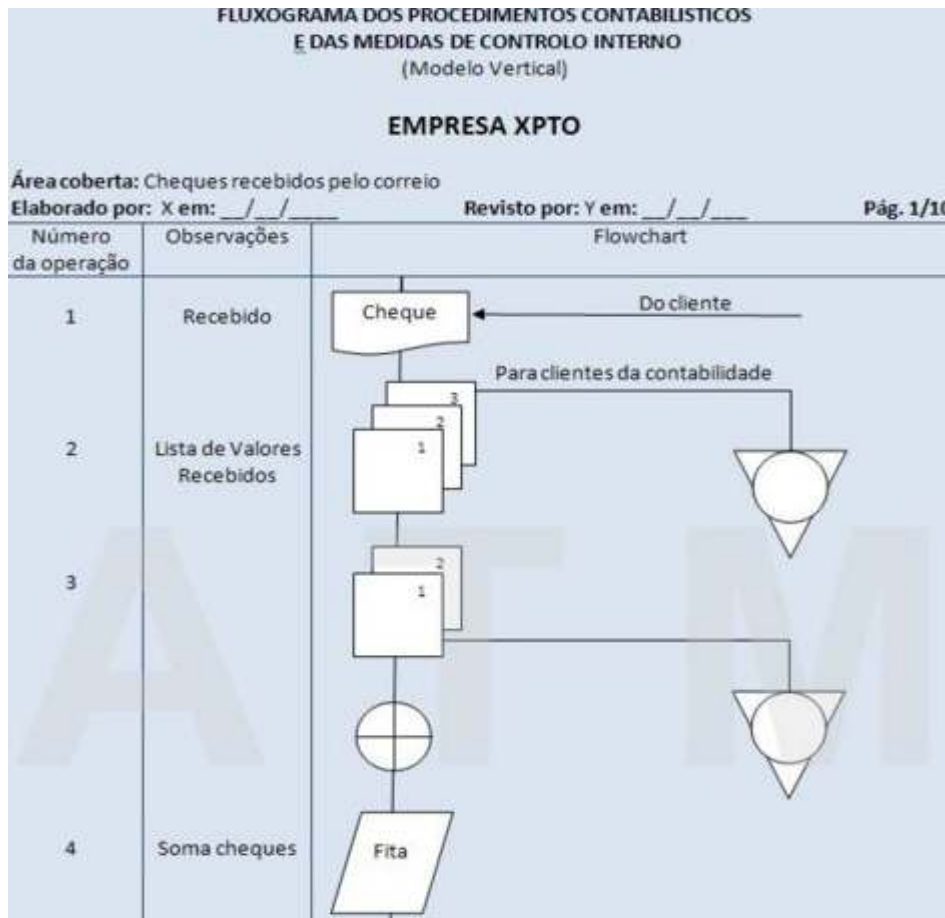 FLUXOGRAMA DOS PROCEDIMENTOS CONTABILISTICOS
E DAS MEDIDAS DE CONTROLO INTERNO
(Modelo Vertical)
EMPRESA XPTO
Área coberta: Cheques recebidos pelo correio
Elaborado por: X em: __/__/____ Revisto por: Y em: __/__/___ Pág. 1/10
Número
da operação
Observações
Flowchart
1
Recebido
Cheque
Do cliente
Para clientes da contabilidade
3
2
1
2
Lista de Valores
Recebidos
2
1
3
4
Soma cheques
Fita
A T M